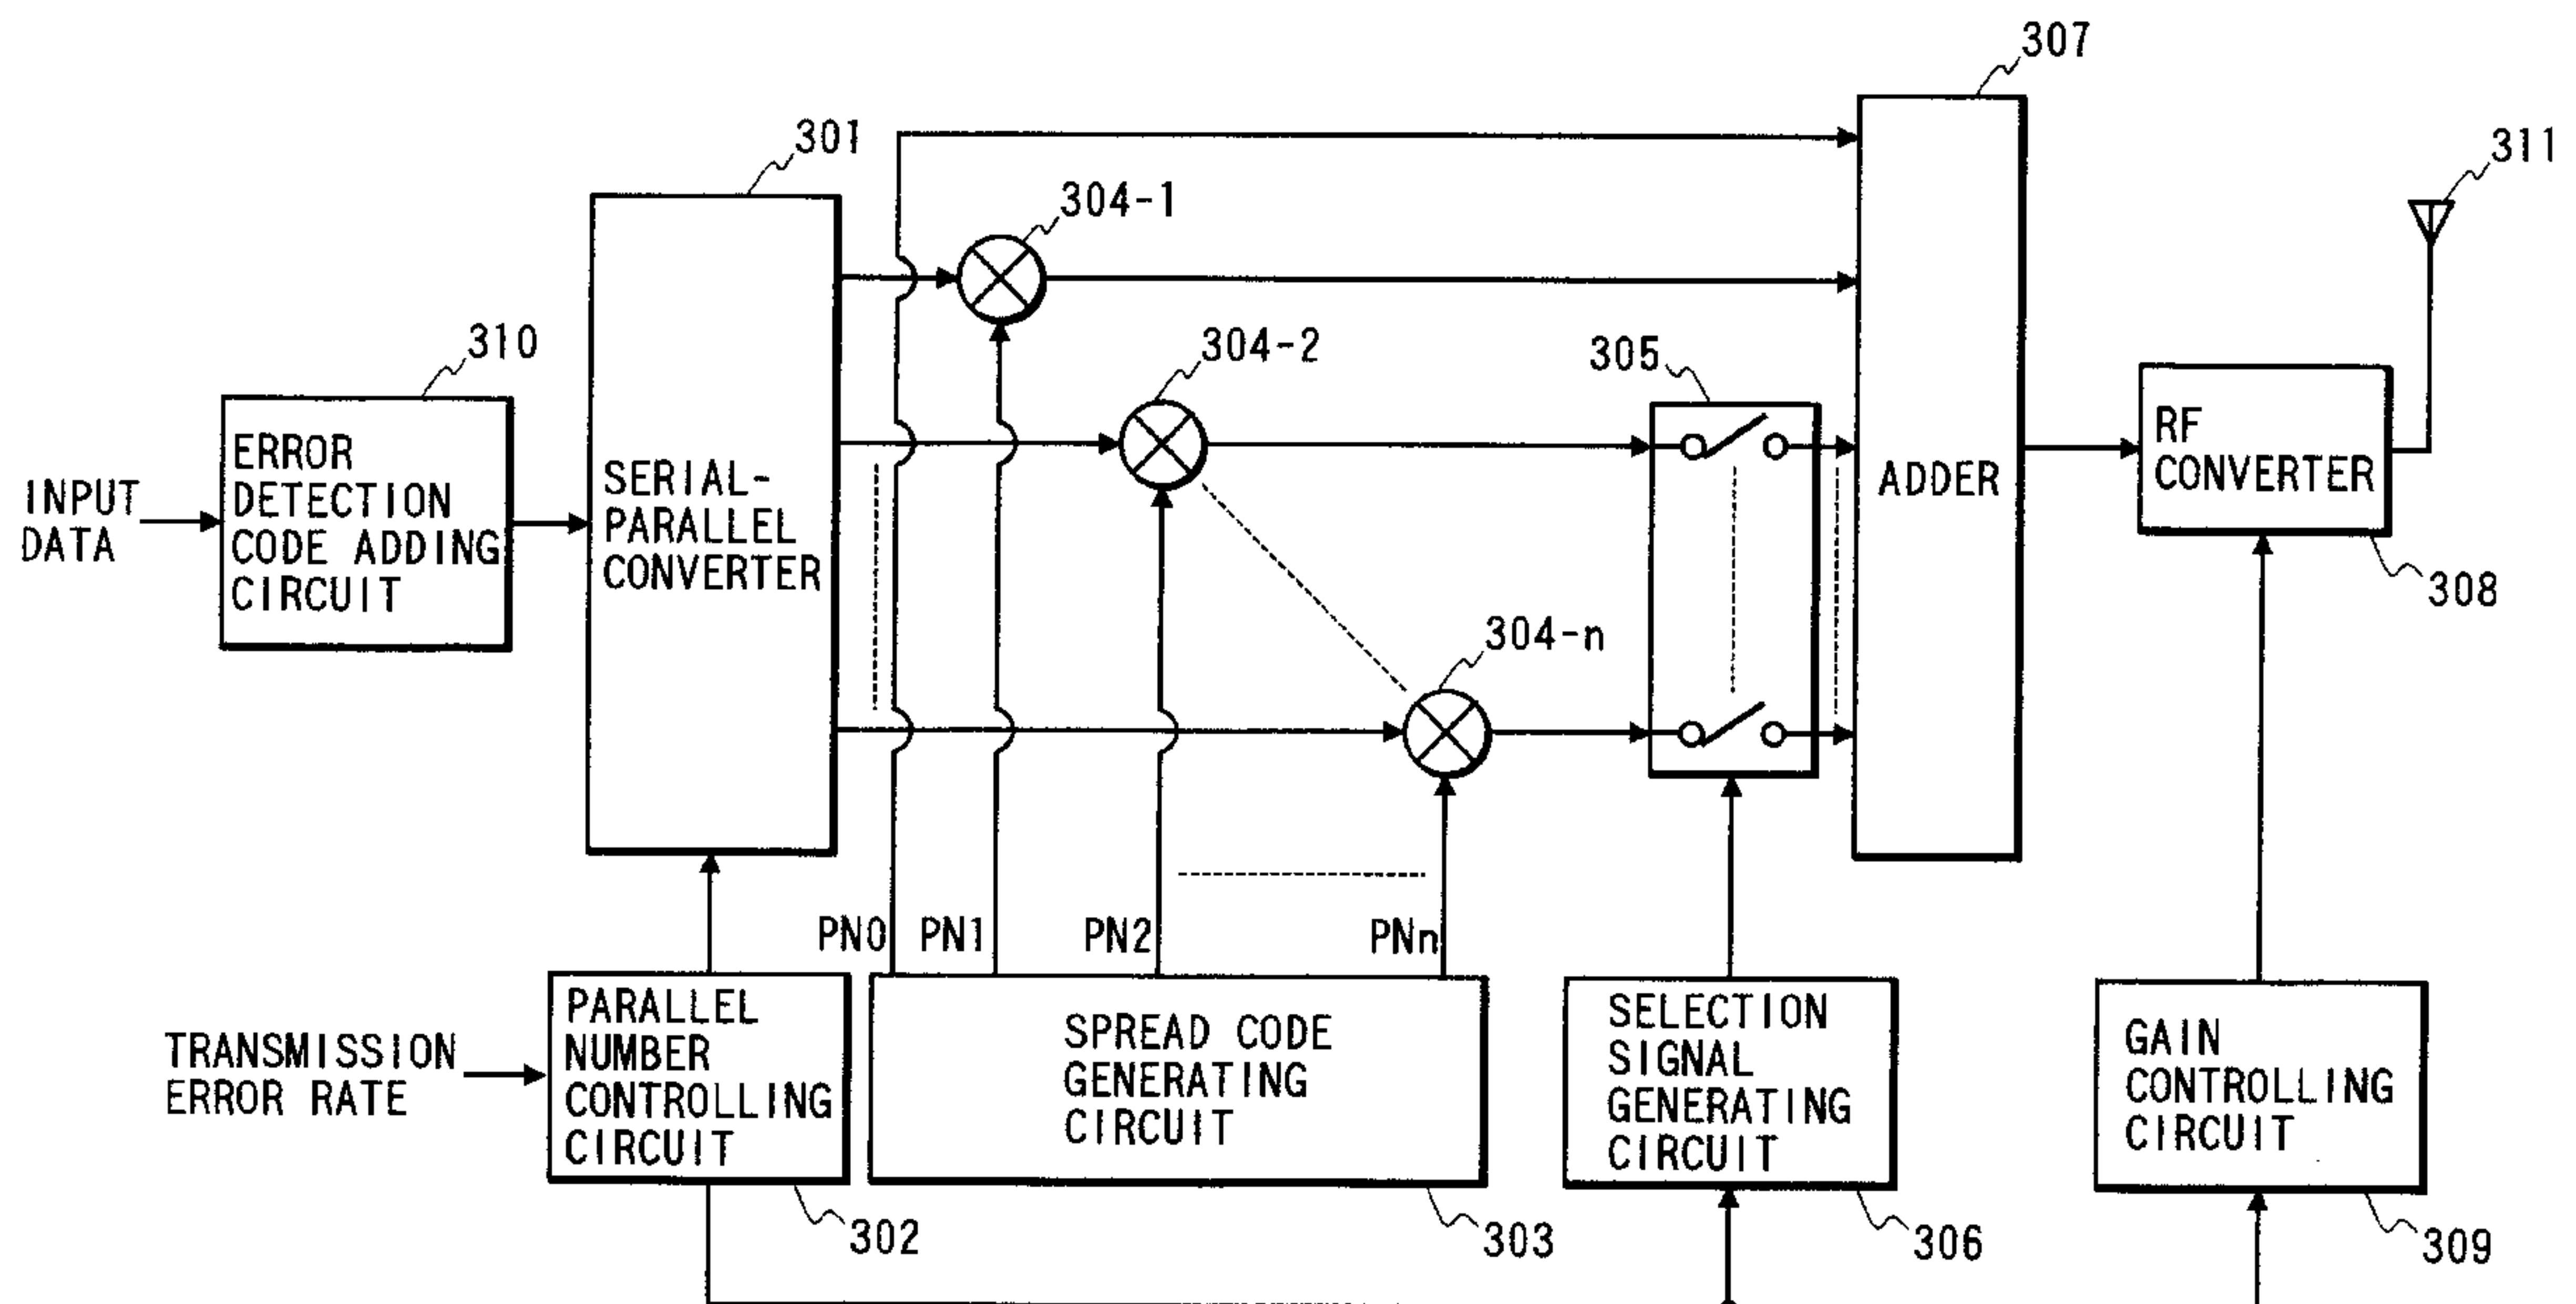 307
301
311
304-1
310
304-2
305
ERROR
DETECTION
CODE ADDING
CIRCUIT
INPUT
DATA
SERIAL-
PARALLEL
CONVERTER
ADDER
RF
CONVERTER
308
304-n
PN0
PN1
PN2
PNn
TRANSMISSION
ERROR RATE
PARALLEL
NUMBER
CONTROLLING
CIRCUIT
SPREAD CODE
GENERATING
CIRCUIT
SELECTION
SIGNAL
GENERATING
CIRCUIT
GAIN
CONTROLLING
CIRCUIT
302
303
306
309